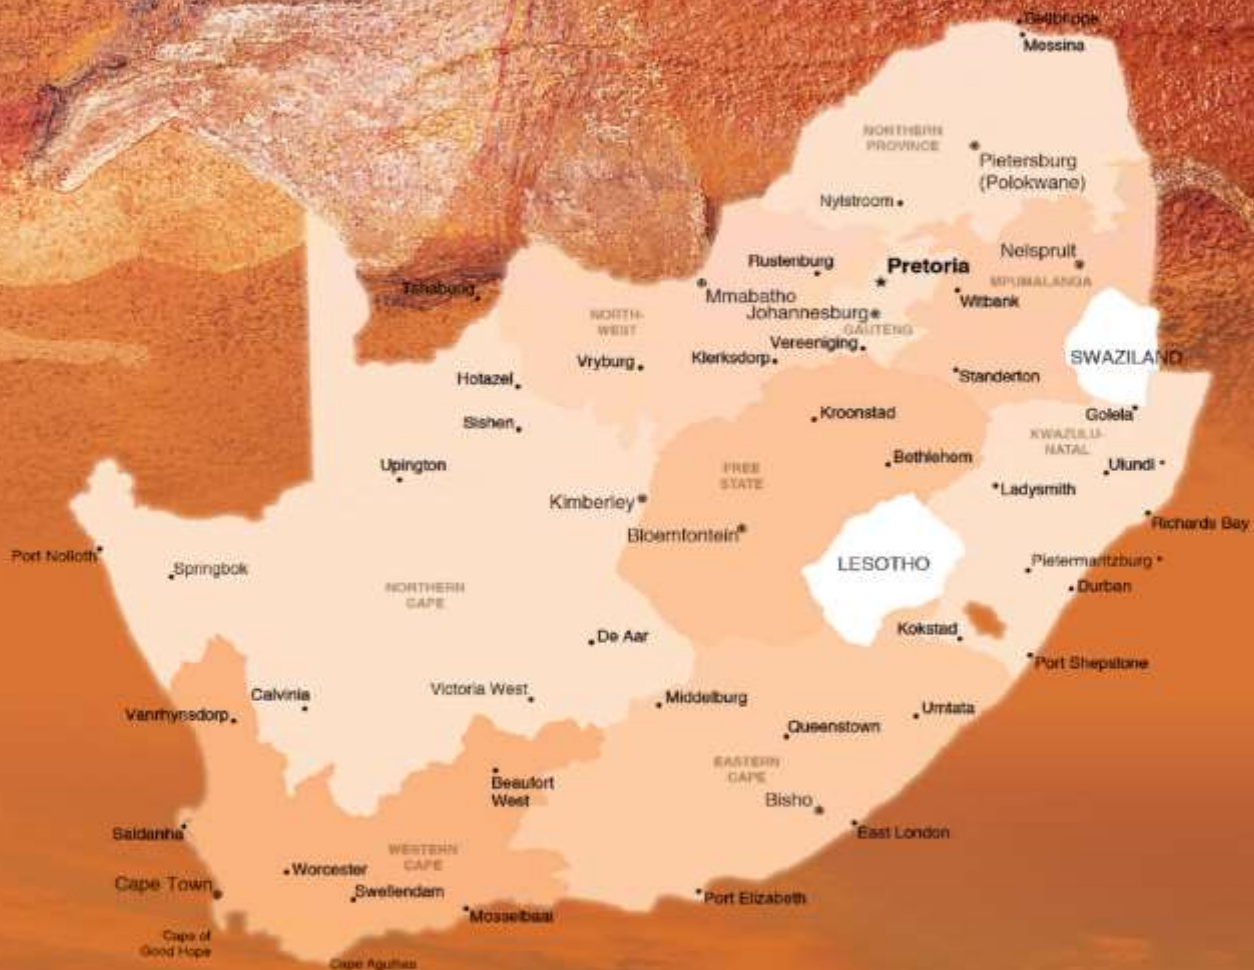 Beitbridge
Messina
NORTHERN
PROVINCE
Pietersburg
(Polokwane)
Nylstroom
Nelspruit
Rustenburg
Pretoria
MPUMALANGA
Tshabong
Mmabatho
Witbank
Johannesburg
NORTH-
WEST
GAUTENG
Vereeniging
Klerksdorp
Vryburg
SWAZILAND
Hotazel
Standerton
Golela
Kroonstad
Sishen
KWAZULU-
NATAL
Bethlehem
Upington
Ulundi
FREE
STATE
Ladysmith
Kimberley
Richards Bay
Bloemfontein
Port Nolloth
Springbok
LESOTHO
Pietermaritzburg
Durban
NORTHERN
CAPE
De Aar
Kokstad
Port Shepstone
Calvinia
Victoria West
Middelburg
Vanrhynsdorp
Umtata
Queenstown
EASTERN
CAPE
Beaufort
West
Bisho
Saldanha
East London
WESTERN
CAPE
Worcester
Cape Town
Swellendam
Port Elizabeth
Mosselbaai
Cape of
Good Hope
Cape Agulhas